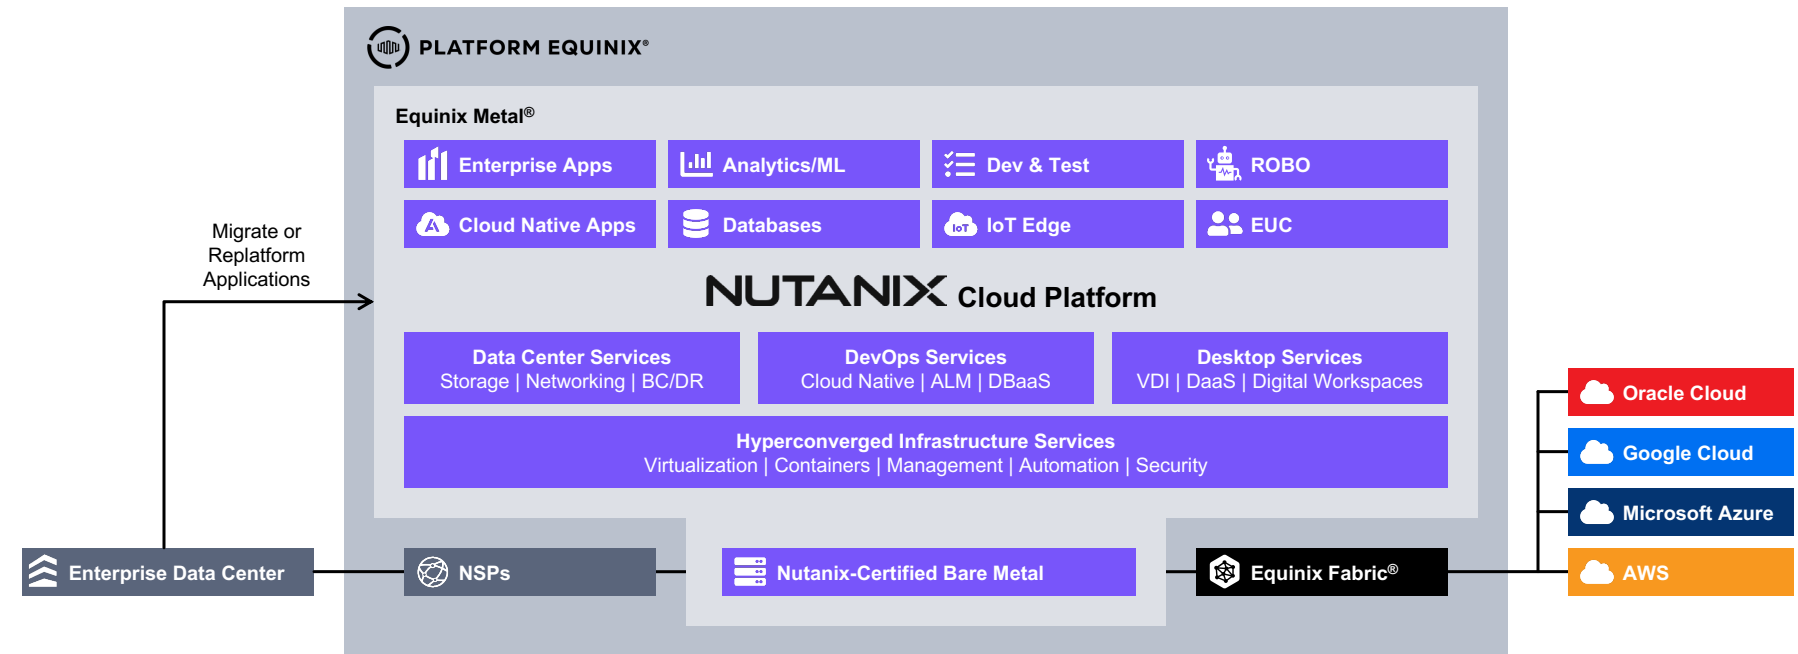 PLATFORM EQUINIX®
Equinix Metal®
Enterprise Apps
Analytics/ML
Dev & Test
ROBO
Cloud Native Apps
Databases
IoT
IoT Edge
EUC
Migrate or
Replatform
Applications
NUTANIX Cloud Platform
Data Center Services
Storage | Networking | BC/DR
DevOps Services
Cloud Native | ALM | DBaaS
Desktop Services
VDI | DaaS | Digital Workspaces
Hyperconverged Infrastructure Services
Virtualization | Containers | Management | Automation | Security
Oracle Cloud
Google Cloud
Microsoft Azure
AWS
Enterprise Data Center
NSPs
Nutanix-Certified Bare Metal
Equinix Fabric®